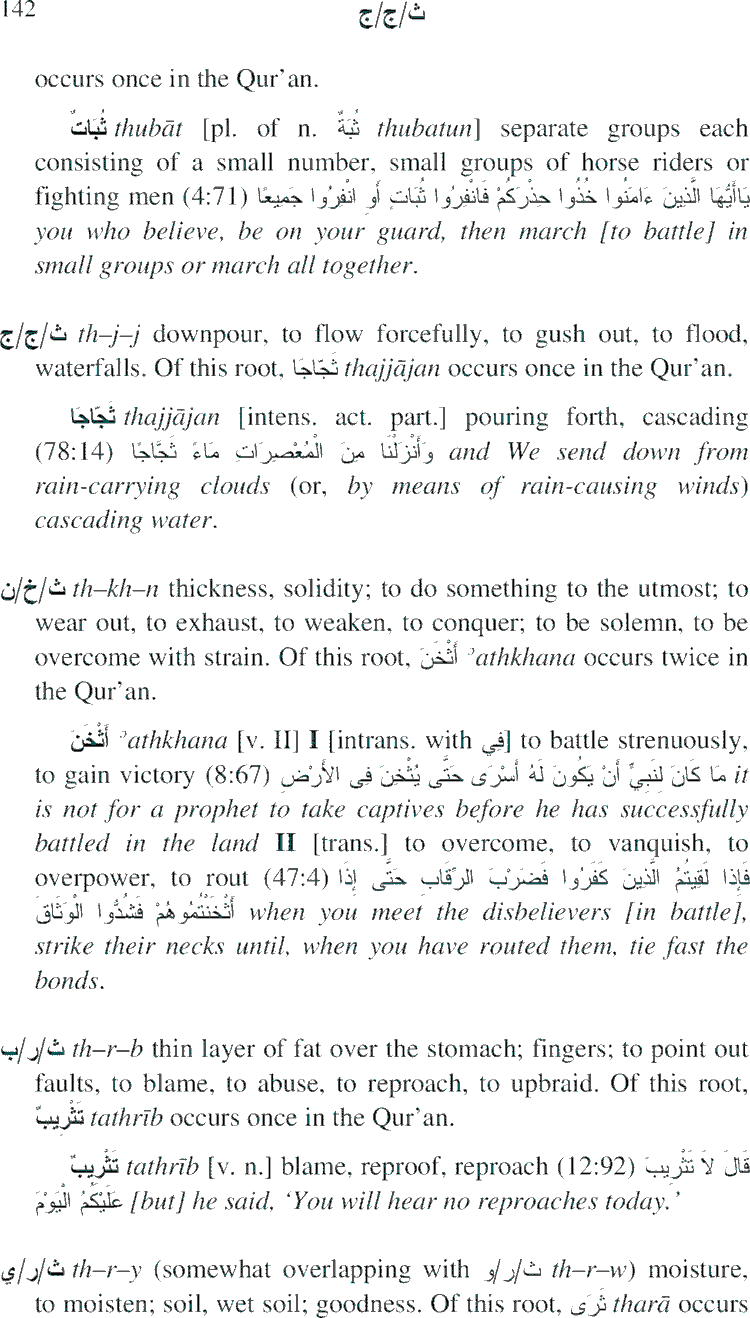 142 ث/ج/ج
occurs once in the Qur’an.
ثُبَاتٌ thubāt [pl. of n. ثُبَةٌ thubatun] separate groups each
consisting of a small number, small groups of horse riders or
fighting men (4:71) يَاأَيُّهَا الَّذِينَ ءَامَنُوا خُذُوا حِذْرَكُمْ فَانْفِرُوا ثُبَاتٍ أَوِ انْفِرُوا جَمِيعًا
you who believe, be on your guard, then march [to battle] in
small groups or march all together.
ث/ج/ج th–j–j downpour, to flow forcefully, to gush out, to flood,
waterfalls. Of this root, ثَجَّاجَا thajjājan occurs once in the Qur’an.
ثَجَّاجَا thajjājan [intens. act. part.] pouring forth, cascading
(78:14) وَأَنْزَلْنَا مِنَ الْمُعْصِرَاتِ مَاءً ثَجَّاجًا and We send down from
rain-carrying clouds (or, by means of rain-causing winds)
cascading water.
ث/خ/ن th–kh–n thickness, solidity; to do something to the utmost; to
wear out, to exhaust, to weaken, to conquer; to be solemn, to be
overcome with strain. Of this root, أَثْخَنَ ʾathkhana occurs twice in
the Qur’an.
أَثْخَنَ ʾathkhana [v. II] I [intrans. with فِي] to battle strenuously,
to gain victory (8:67) مَا كَانَ لِنَبِيٍّ أَنْ يَكُونَ لَهُ أَسْرَى حَتَّى يُثْخِنَ فِي الأَرْضِ it
is not for a prophet to take captives before he has successfully
battled in the land II [trans.] to overcome, to vanquish, to
overpower, to rout (47:4) فَإِذَا لَقِيتُمُ الَّذِينَ كَفَرُوا فَضَرْبَ الرِّقَابِ حَتَّى إِذَا
أَثْخَنْتُمُوهُمْ فَشُدُّوا الْوَثَاقَ when you meet the disbelievers [in battle],
strike their necks until, when you have routed them, tie fast the
bonds.
ث/ر/ب th–r–b thin layer of fat over the stomach; fingers; to point out
faults, to blame, to abuse, to reproach, to upbraid. Of this root,
تَثْرِيبٌ tathrīb occurs once in the Qur’an.
تَثْرِيبٌ tathrīb [v. n.] blame, reproof, reproach (12:92) قَالَ لاَ تَثْرِيبَ
عَلَيْكُمُ الْيَوْمَ [but] he said, ‘You will hear no reproaches today.’
ث/ر/ي th–r–y (somewhat overlapping with ث/ر/و th–r–w) moisture,
to moisten; soil, wet soil; goodness. Of this root, ثَرَى tharā occurs